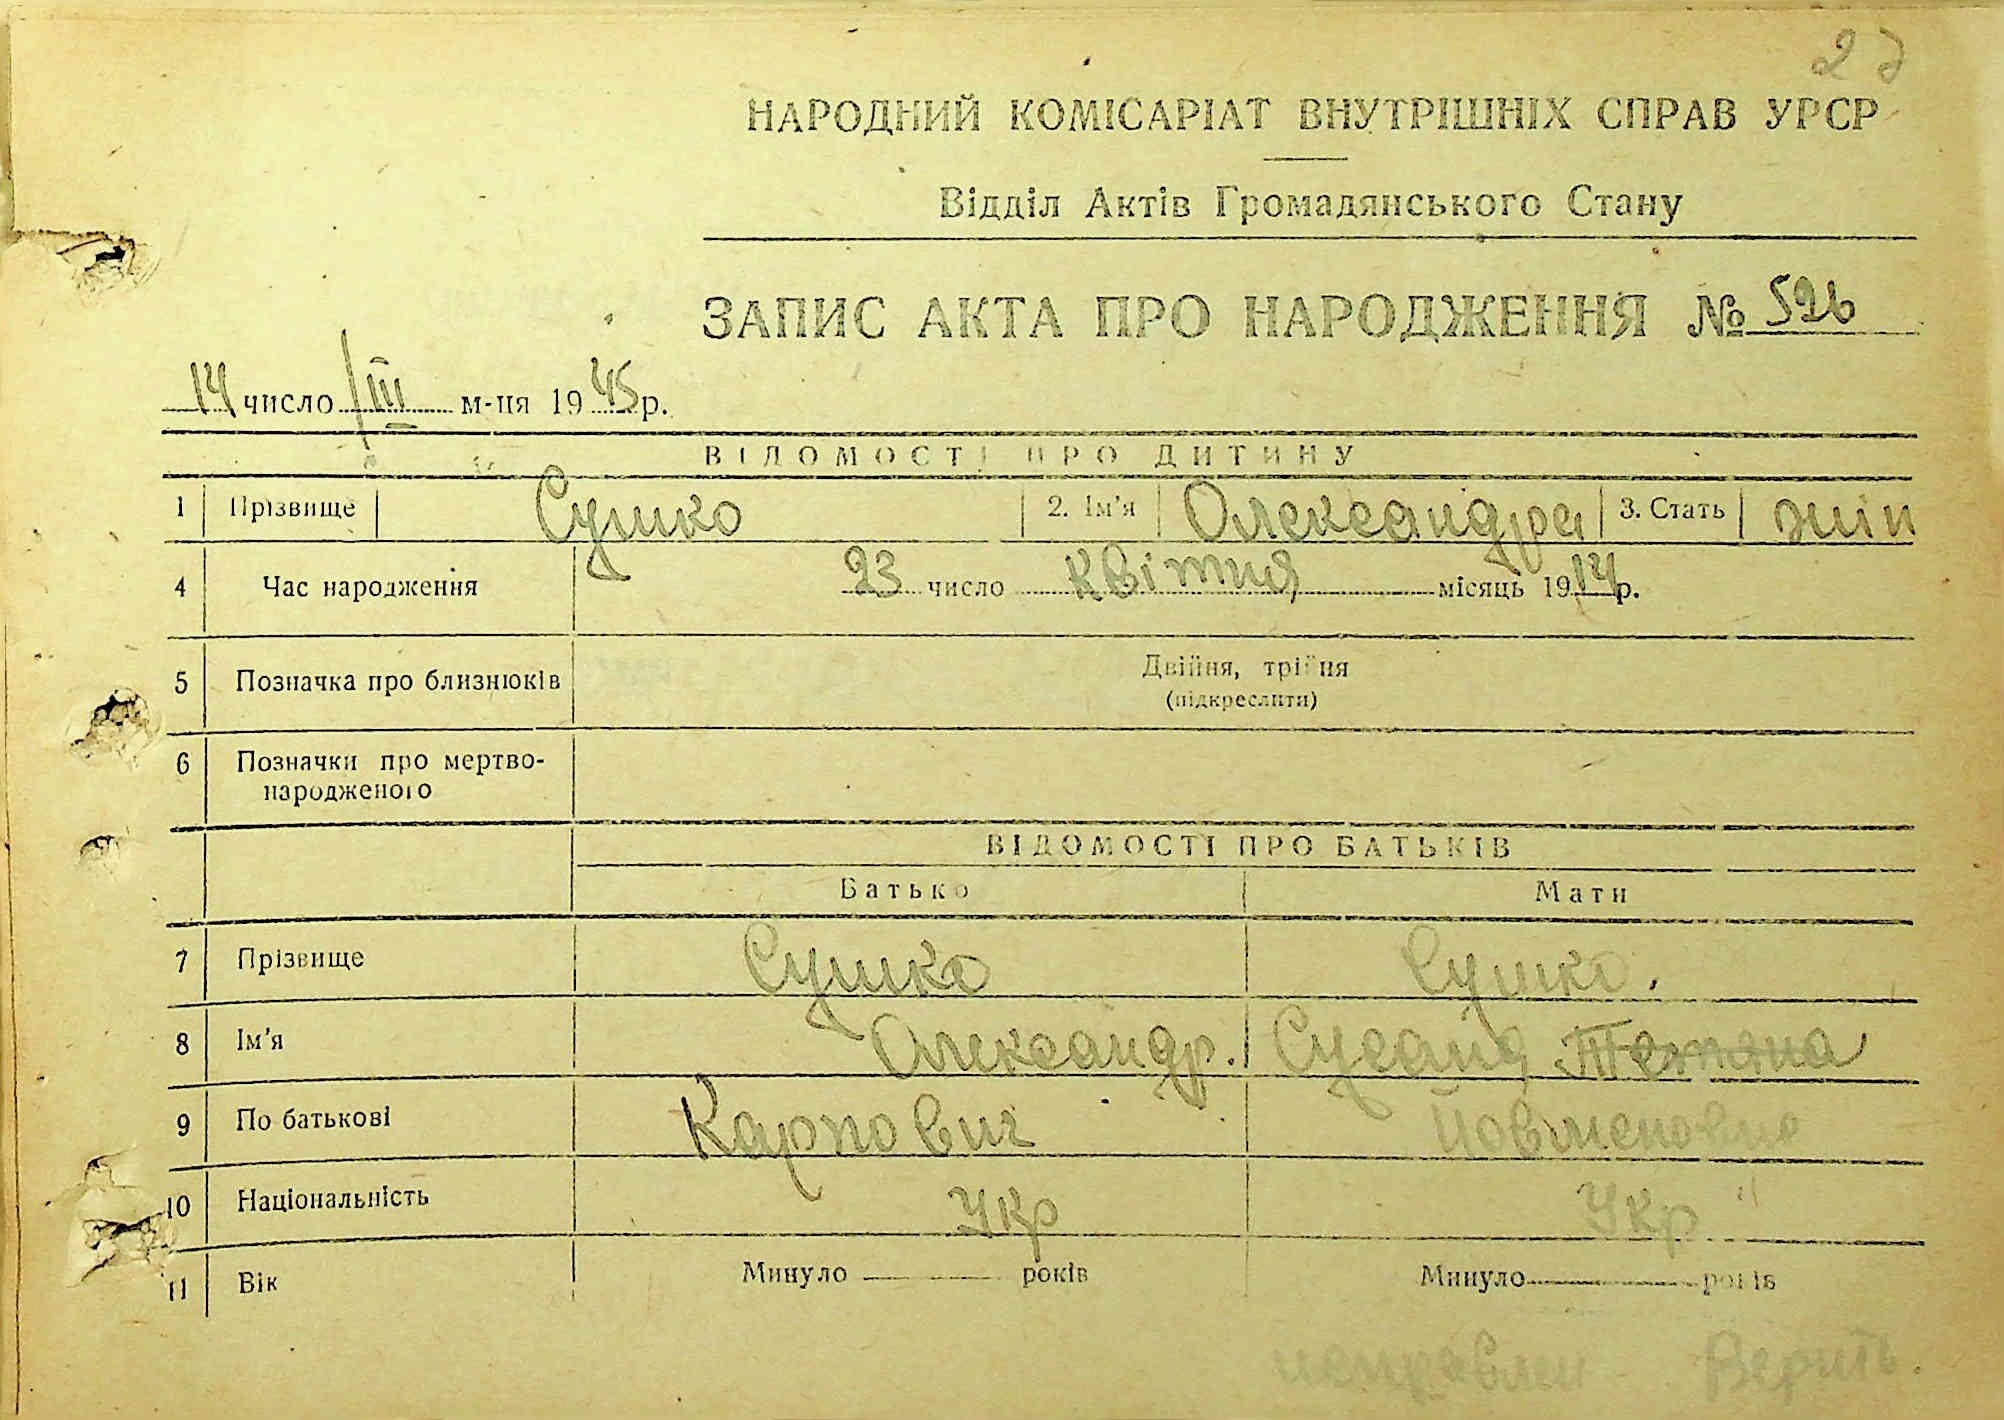 НАРОДНИЙ КОМІСАРІАТ ВНУТРІШНІХ СПРАВ УРСР
Відділ Актів Громадянського Стану
ЗАПИС АКТА ПРО НАРОДЖЕННЯ № 526
14 число III м-ця 1945 р.
ВІДОМОСТІ ПРО ДИТИНУ
1 Прізвище Сушко 2. Ім'я Олександра 3. Стать жін
4 Час народження 23 число квітня місяць 1914 р.
5 Позначка про близнюків Двійня, трійня
(підкреслити)
6 Позначки про мертво-
народженого
ВІДОМОСТІ ПРО БАТЬКІВ
Батько Мати
7 Прізвище Сушко Сушко.
8 Ім'я Олександр. Тетяна
9 По батькові Карпович
10 Національність Укр Укр
11 Вік Минуло років Минуло років
Верить.